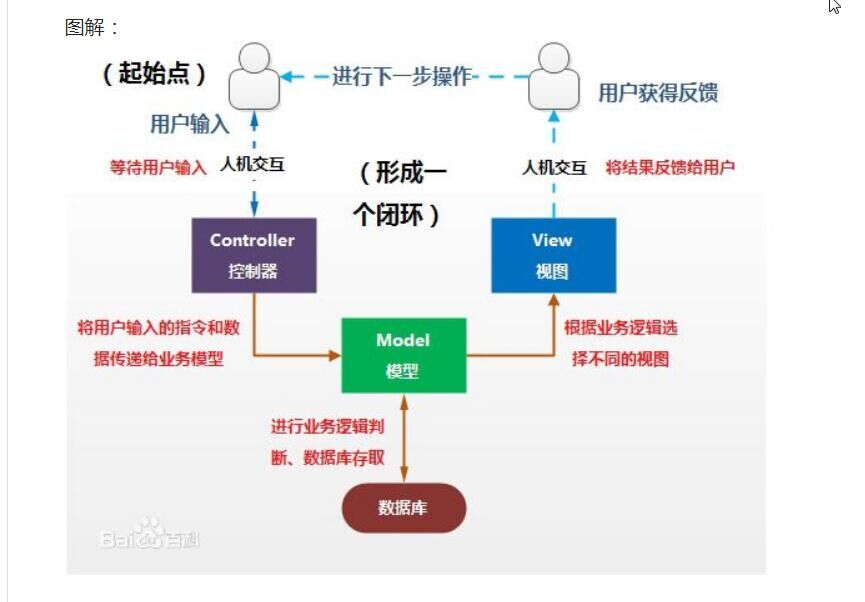 图解：
（起始点）
进行下一步操作
用户获得反馈
用户输入
等待用户输入
人机交互
（形成一
个闭环）
人机交互
将结果反馈给用户
Controller
控制器
View
视图
将用户输入的指令和数
据传递给业务模型
Model
模型
根据业务逻辑选
择不同的视图
进行业务逻辑判
断、数据库存取
数据库
Bai百科